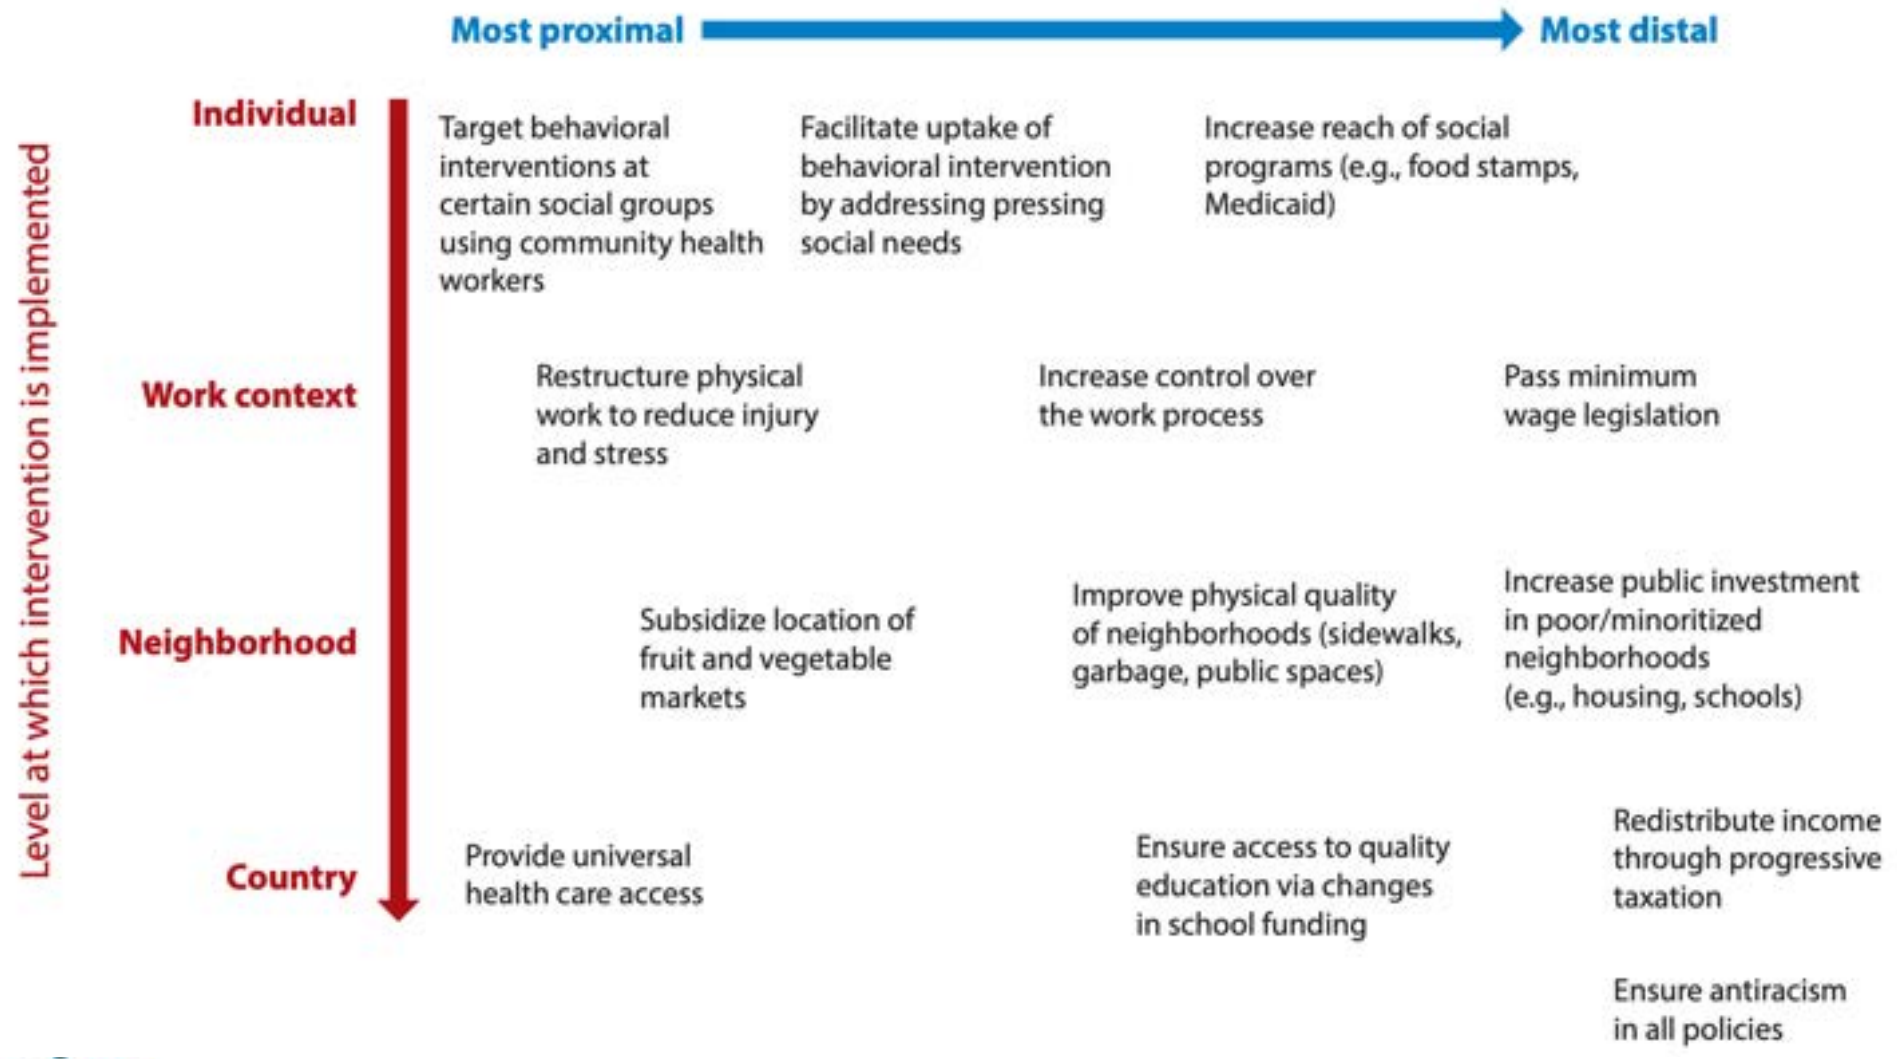 Most proximal
Most distal
Level at which intervention is implemented
Individual
Target behavioral
interventions at
certain social groups
using community health
workers
Facilitate uptake of
behavioral intervention
by addressing pressing
social needs
Increase reach of social
programs (e.g., food stamps,
Medicaid)
Work context
Restructure physical
work to reduce injury
and stress
Increase control over
the work process
Pass minimum
wage legislation
Neighborhood
Subsidize location of
fruit and vegetable
markets
Improve physical quality
of neighborhoods (sidewalks,
garbage, public spaces)
Increase public investment
in poor/minoritized
neighborhoods
(e.g., housing, schools)
Country
Provide universal
health care access
Ensure access to quality
education via changes
in school funding
Redistribute income
through progressive
taxation
Ensure antiracism
in all policies